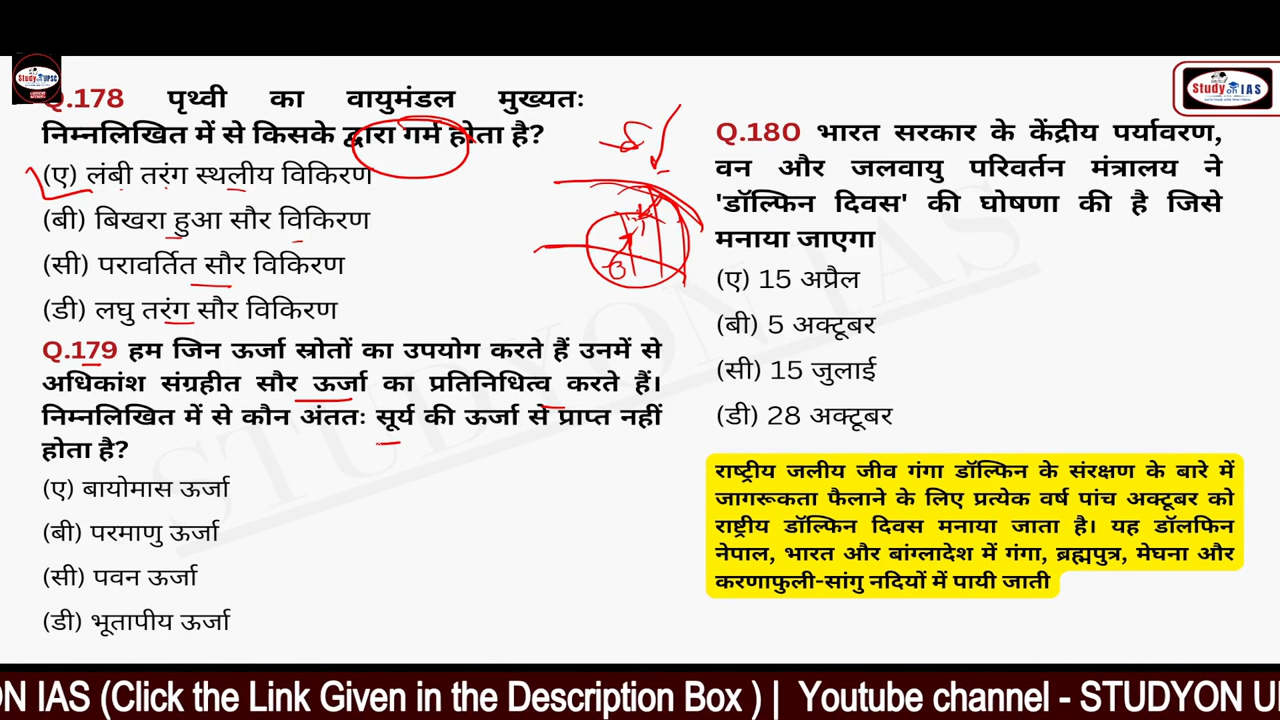 Q.178 पृथ्वी का वायुमंडल मुख्यतः
निम्नलिखित में से किसके द्वारा गर्म होता है?
(ए) लंबी तरंग स्थलीय विकिरण
(बी) बिखरा हुआ सौर विकिरण
(सी) परावर्तित सौर विकिरण
(डी) लघु तरंग सौर विकिरण
Q.179 हम जिन ऊर्जा स्रोतों का उपयोग करते हैं उनमें से
अधिकांश संग्रहीत सौर ऊर्जा का प्रतिनिधित्व करते हैं।
निम्नलिखित में से कौन अंततः सूर्य की ऊर्जा से प्राप्त नहीं
होता है?
(ए) बायोमास ऊर्जा
(बी) परमाणु ऊर्जा
(सी) पवन ऊर्जा
(डी) भूतापीय ऊर्जा
Study IAS
Q.180 भारत सरकार के केंद्रीय पर्यावरण,
वन और जलवायु परिवर्तन मंत्रालय ने
'डॉल्फिन दिवस' की घोषणा की है जिसे
मनाया जाएगा
(ए) 15 अप्रैल
(बी) 5 अक्टूबर
(सी) 15 जुलाई
(डी) 28 अक्टूबर
राष्ट्रीय जलीय जीव गंगा डॉल्फिन के संरक्षण के बारे में
जागरूकता फैलाने के लिए प्रत्येक वर्ष पांच अक्टूबर को
राष्ट्रीय डॉल्फिन दिवस मनाया जाता है। यह डॉलफिन
नेपाल, भारत और बांग्लादेश में गंगा, ब्रह्मपुत्र, मेघना और
करणाफुली-सांगु नदियों में पायी जाती
STUDYON IAS
ON IAS (Click the Link Given in the Description Box ) | Youtube channel - STUDYON U